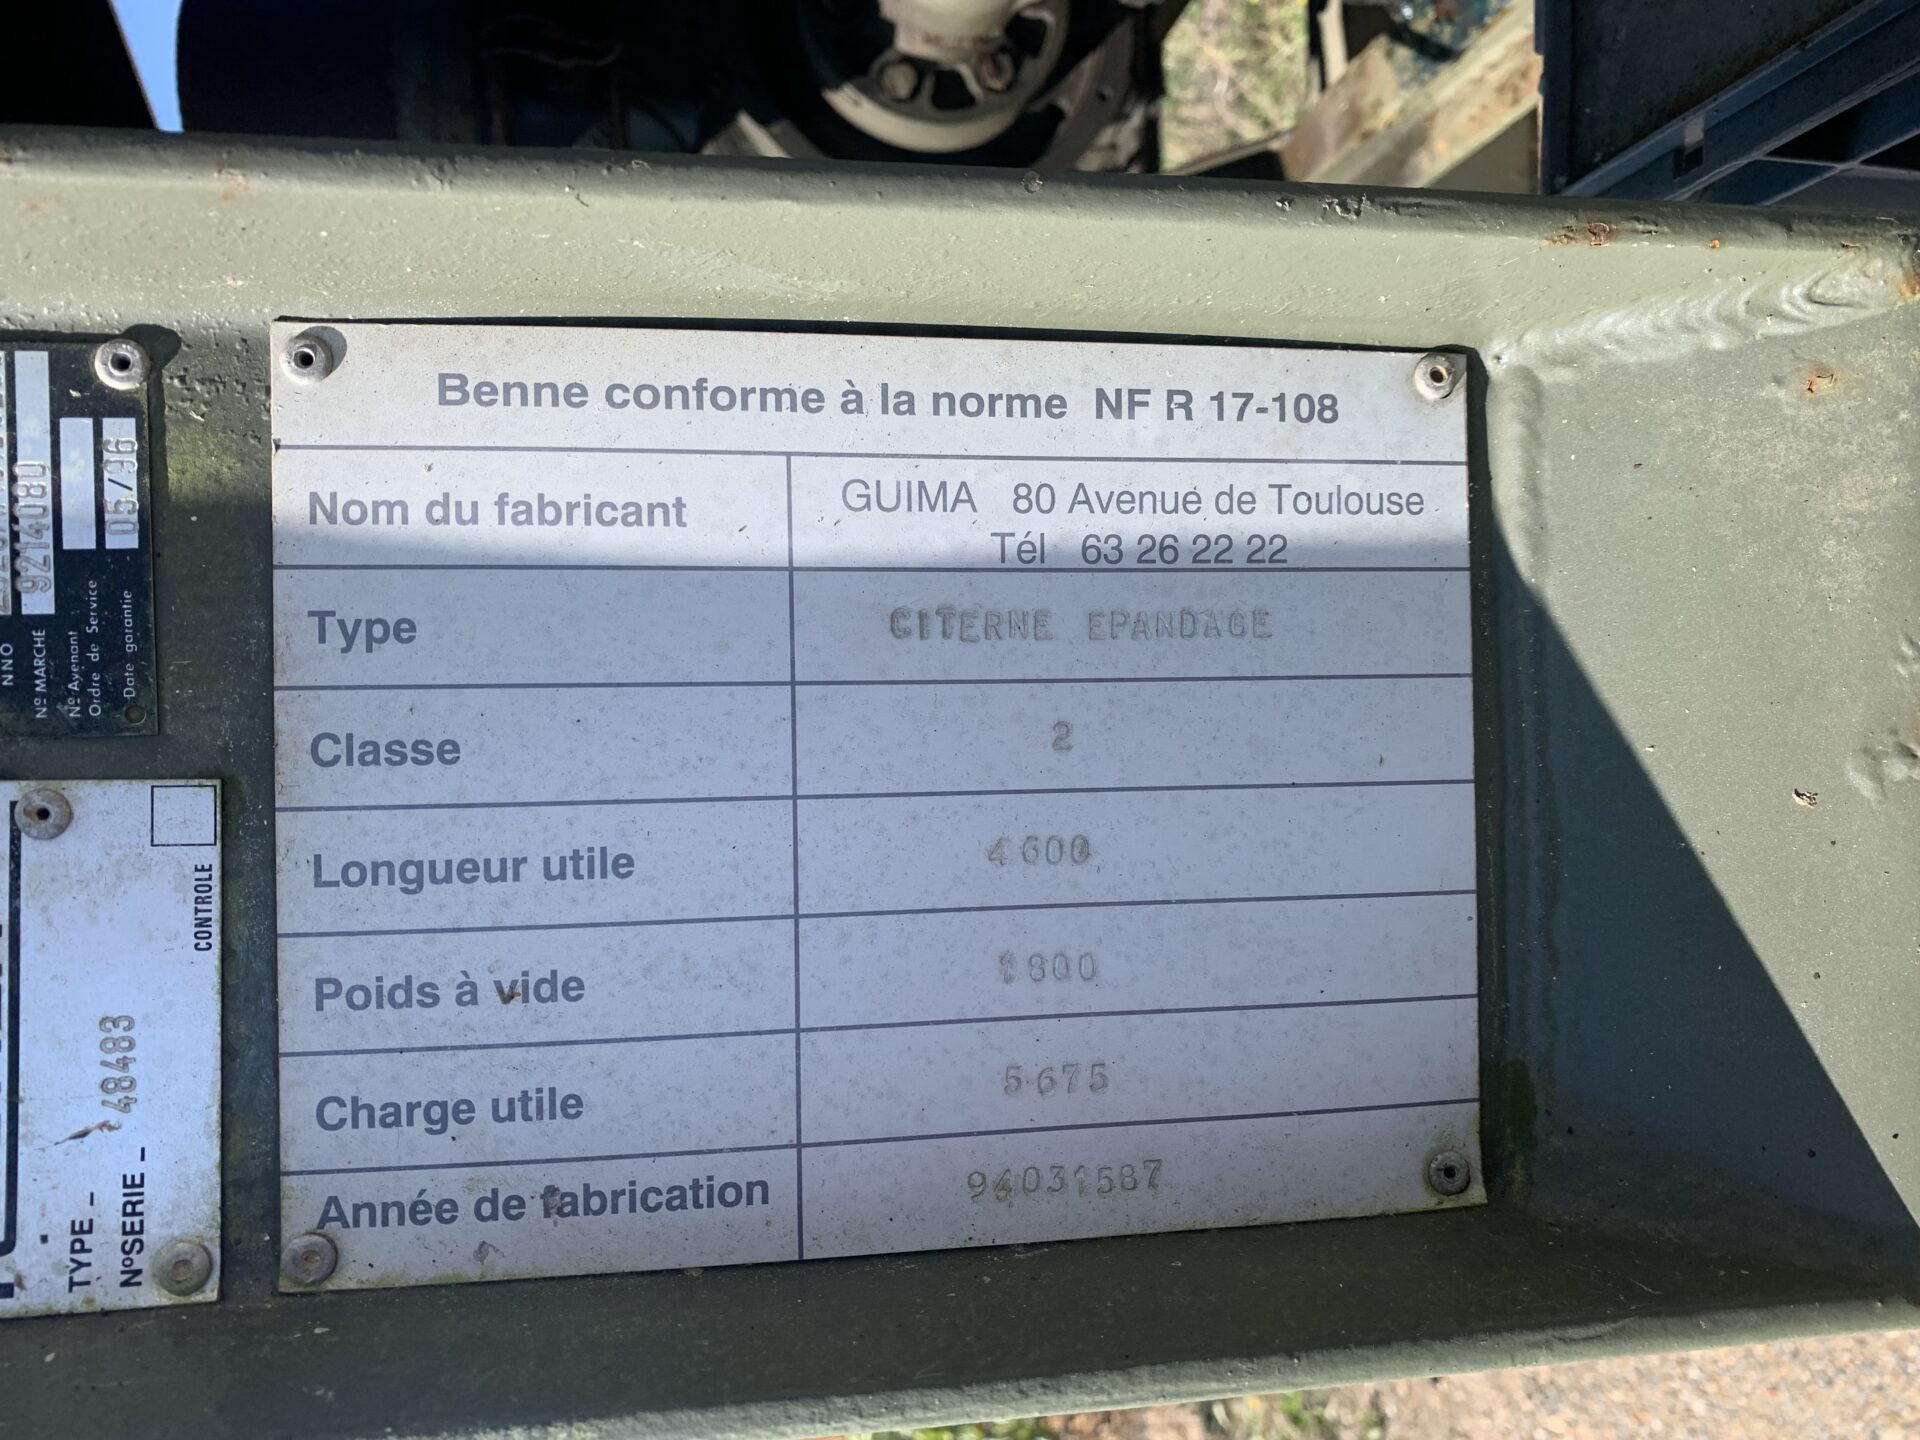 Benne conforme à la norme NF R 17-108
Nom du fabricant
GUIMA 80 Avenue de Toulouse
Tél 63 26 22 22
Type
CITERNE EPANDAGE
Classe
2
Longueur utile
4600
Poids à vide
1800
Charge utile
5675
Année de fabrication
94031587
NNO
Nº MARCHE 9214080
Nº Avenant
Ordre de Service
Date garantie 05/96
CONTROLE
TYPE -
NºSERIE - 48483